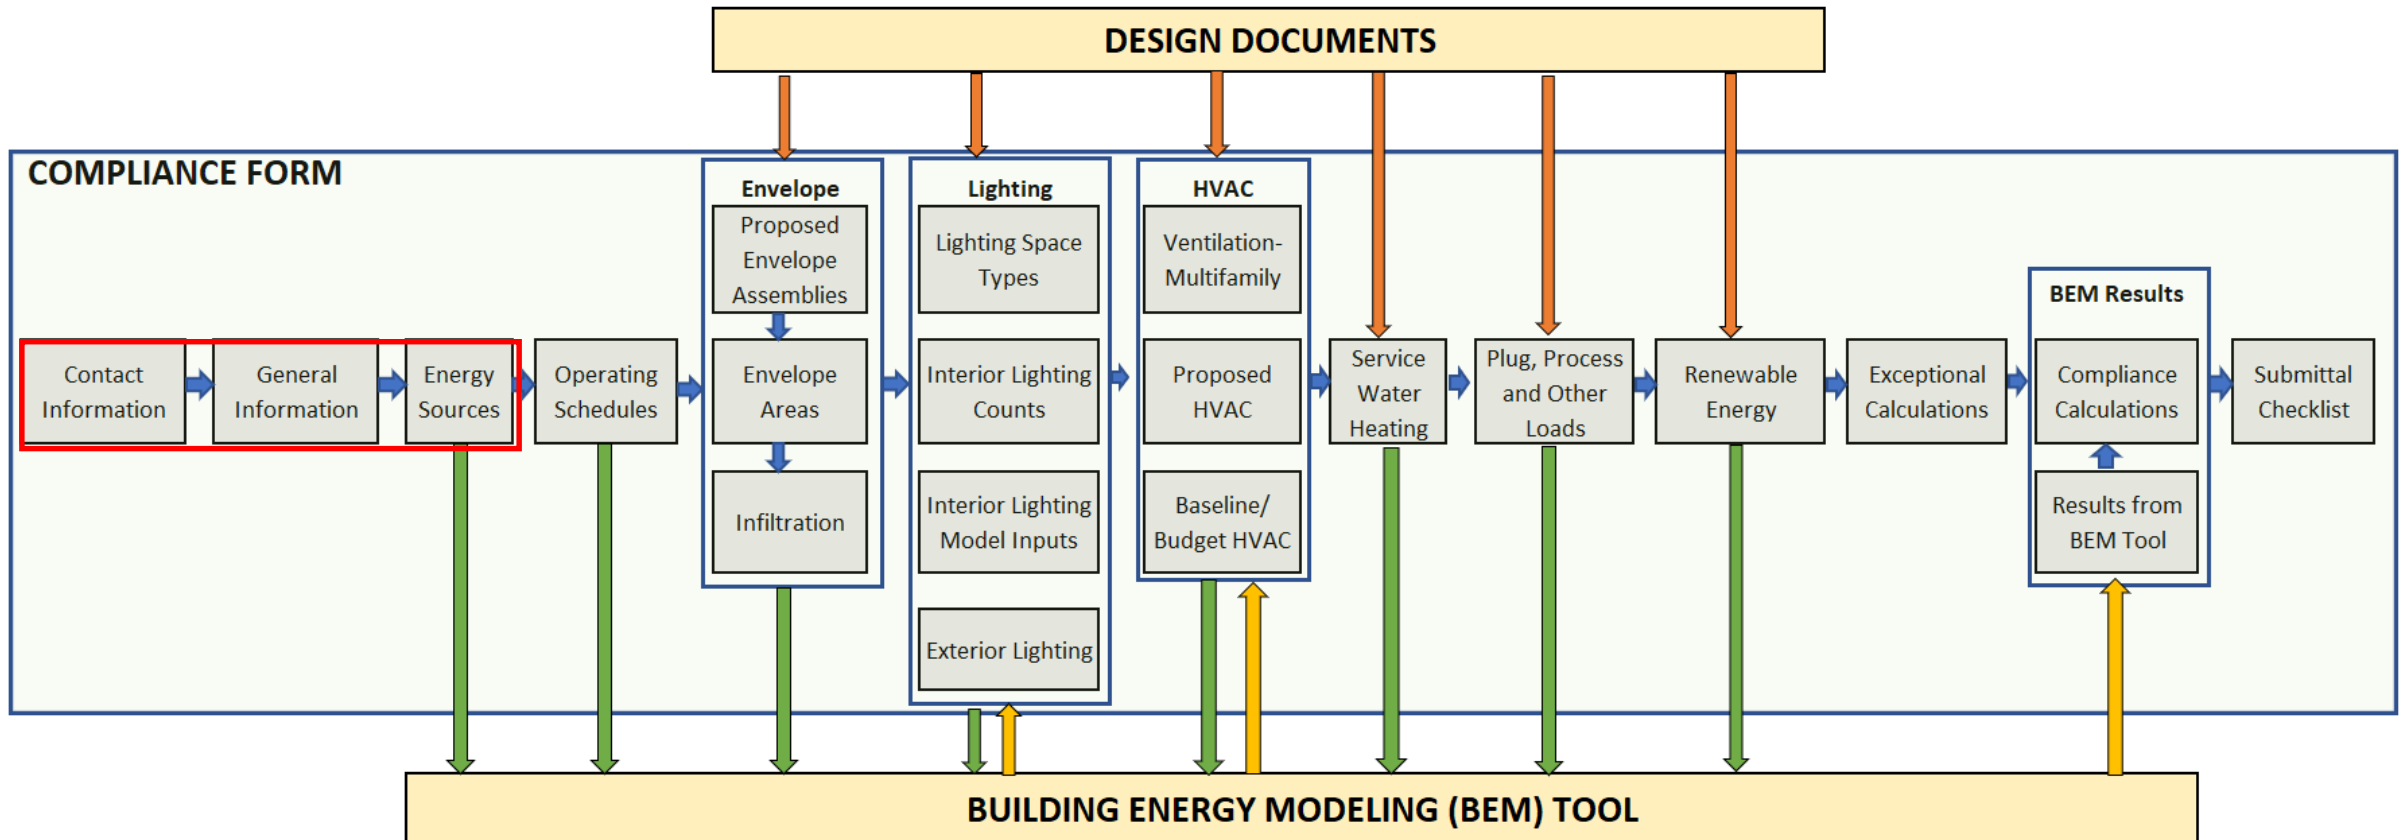 DESIGN DOCUMENTS
COMPLIANCE FORM
Contact
Information
General
Information
Energy
Sources
Operating
Schedules
Envelope
Proposed
Envelope
Assemblies
Envelope
Areas
Infiltration
Lighting
Lighting Space
Types
Interior Lighting
Counts
Interior Lighting
Model Inputs
Exterior Lighting
HVAC
Ventilation-
Multifamily
Proposed
HVAC
Baseline/
Budget HVAC
Service
Water
Heating
Plug, Process
and Other
Loads
Renewable
Energy
Exceptional
Calculations
BEM Results
Compliance
Calculations
Results from
BEM Tool
Submittal
Checklist
BUILDING ENERGY MODELING (BEM) TOOL